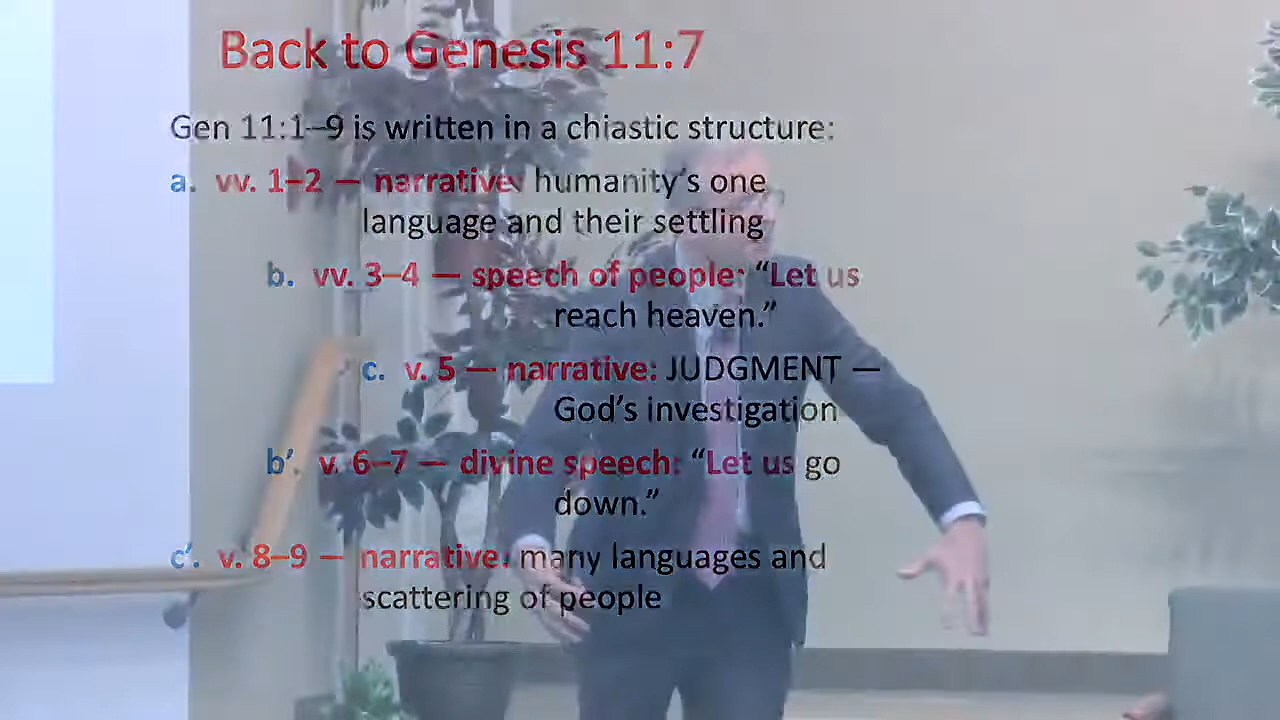 Back to Genesis 11:7
Gen 11:1–9 is written in a chiastic structure:
a. vv. 1–2 — narrative: humanity's one
language and their settling
b. vv. 3–4 — speech of people: “Let us
reach heaven.”
c. v. 5 — narrative: JUDGMENT —
God's investigation
b'. v. 6–7 — divine speech: “Let us go
down.”
c'. v. 8–9 — narrative: many languages and
scattering of people